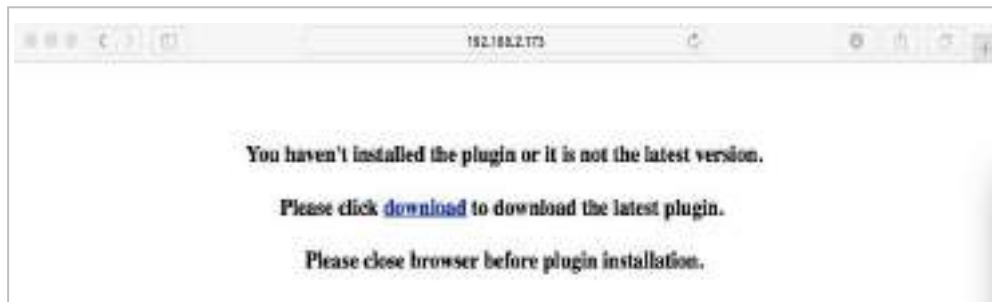 192.168.2.173
You haven't installed the plugin or it is not the latest version.
Please click download to download the latest plugin.
Please close browser before plugin installation.